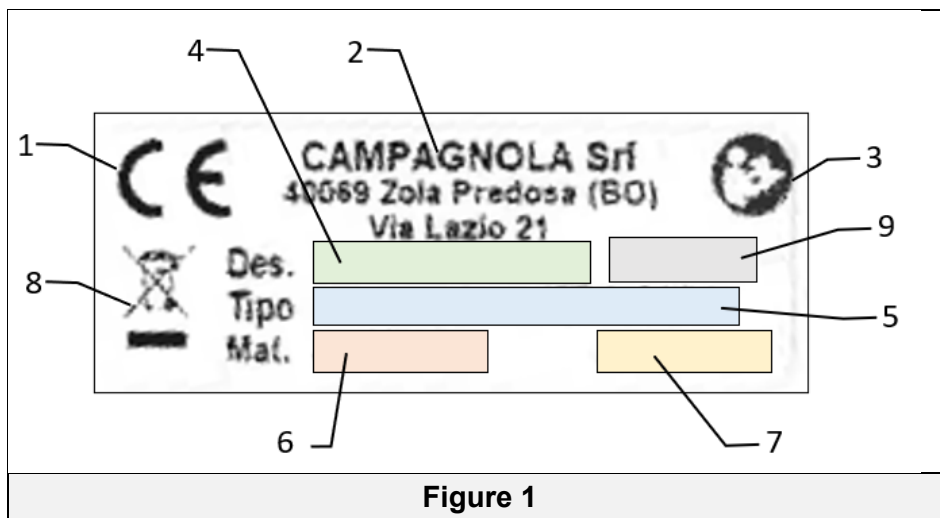 4
2
1
CE
CAMPAGNOLA Srl
3
40069 Zola Predosa (BO)
Via Lazio 21
9
8
Des.
Tipo
5
Mat.
6
7
Figure 1